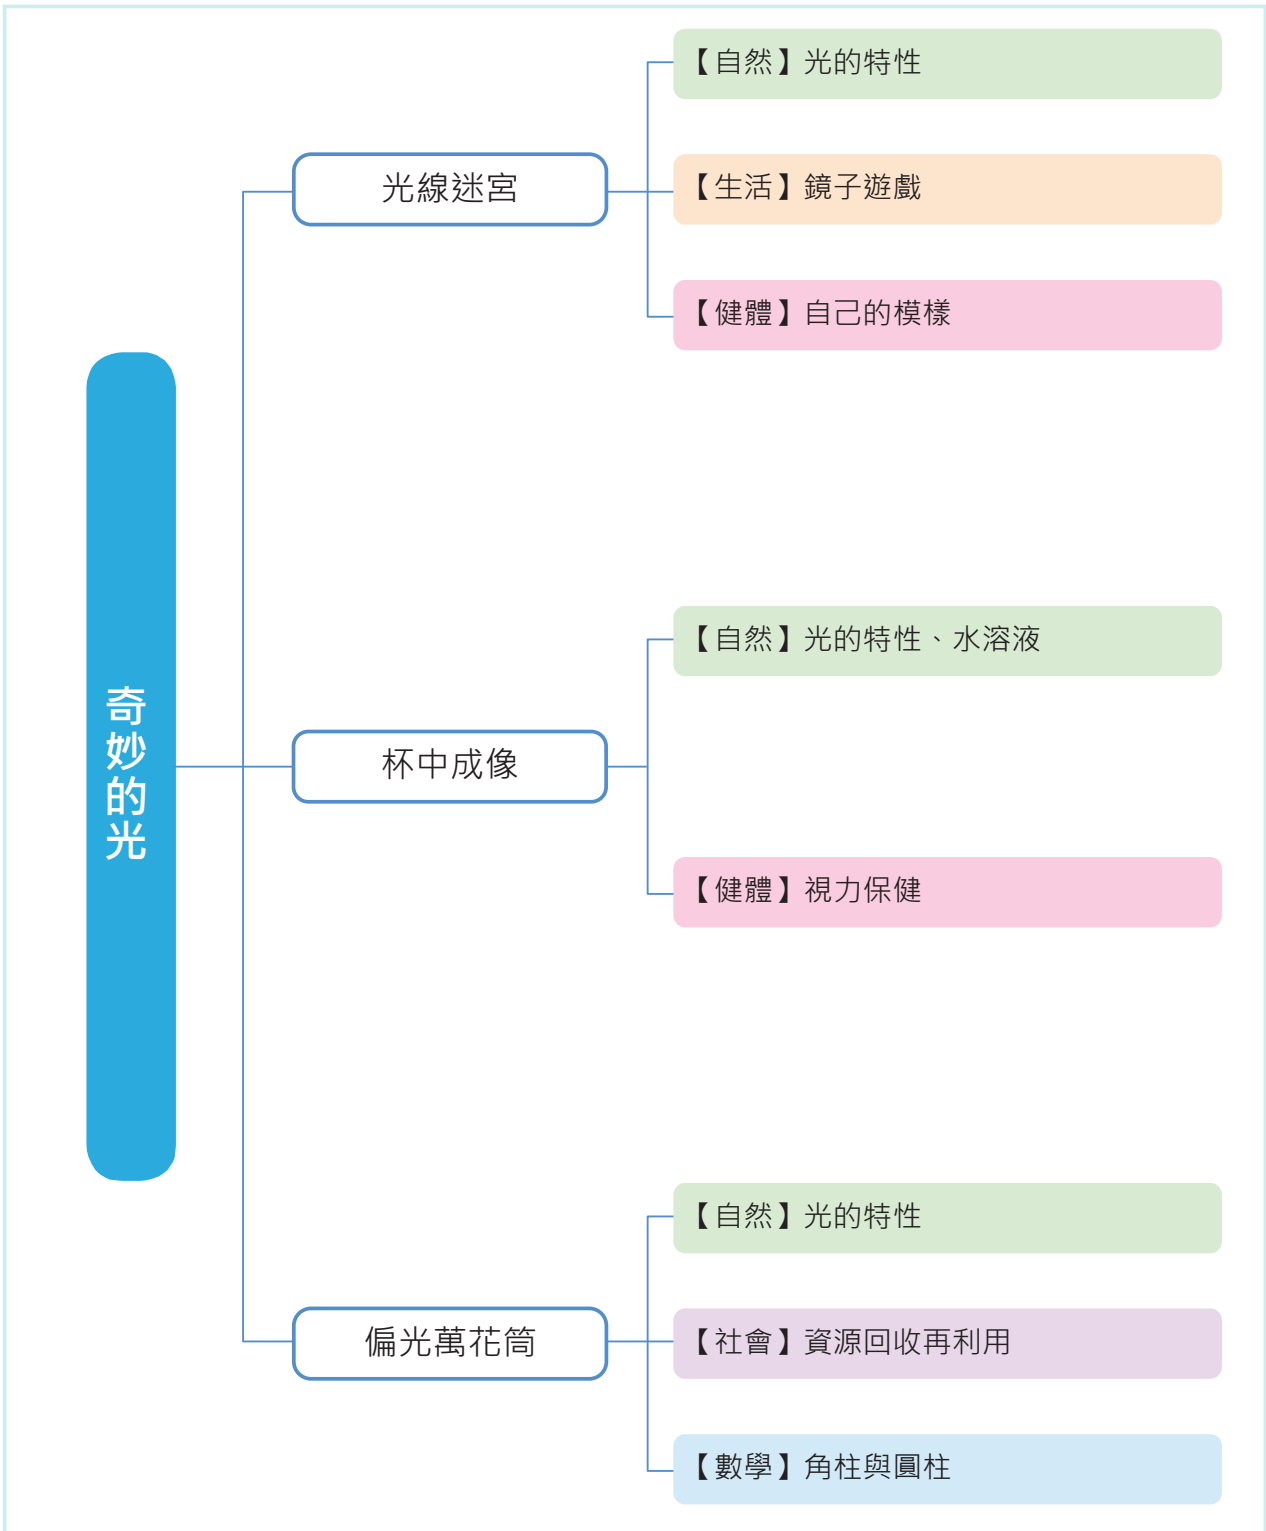 奇妙的光
光線迷宮
【自然】光的特性
【生活】鏡子遊戲
【健體】自己的模樣
杯中成像
【自然】光的特性、水溶液
【健體】視力保健
偏光萬花筒
【自然】光的特性
【社會】資源回收再利用
【數學】角柱與圓柱